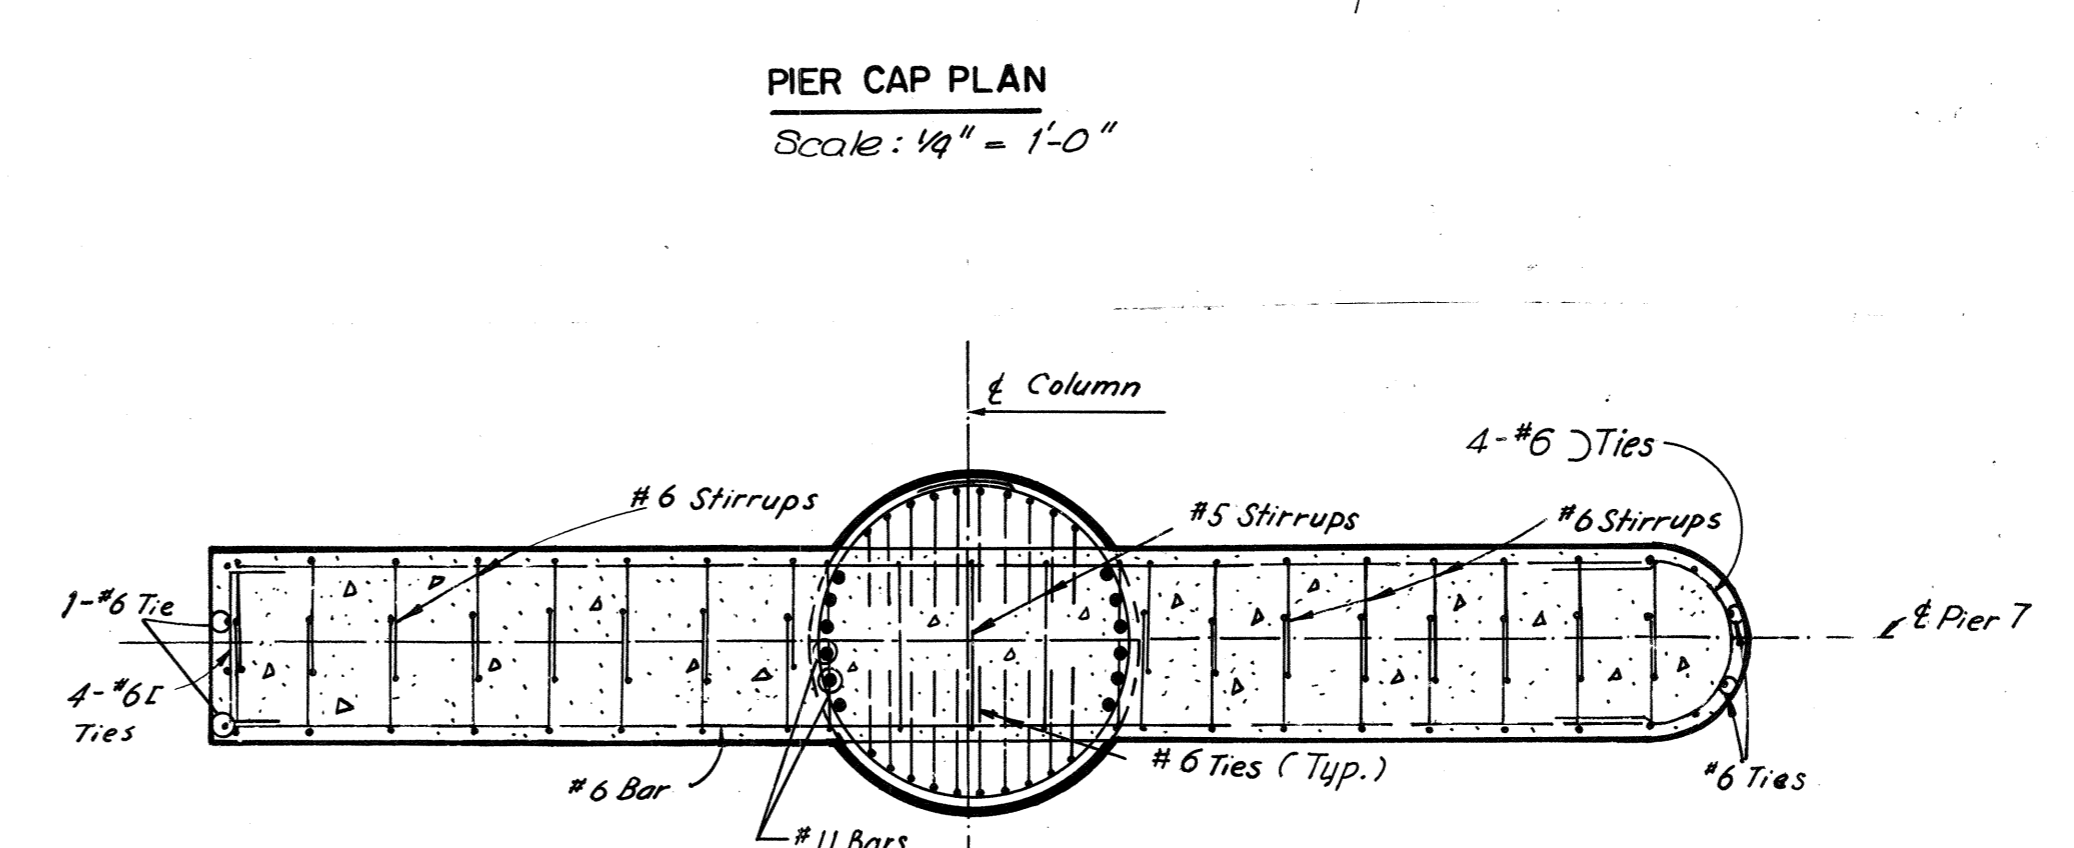 PIER CAP PLAN
Scale: 1/4" = 1'-0"
℄ Column
4-#6 ⊃ Ties
#6 Stirrups
#5 Stirrups
#6 Stirrups
1-#6 Tie
℄ Pier 7
4-#6 [
Ties
#6 Ties (Typ.)
#6 Bar
#6 Ties
#11 Bars